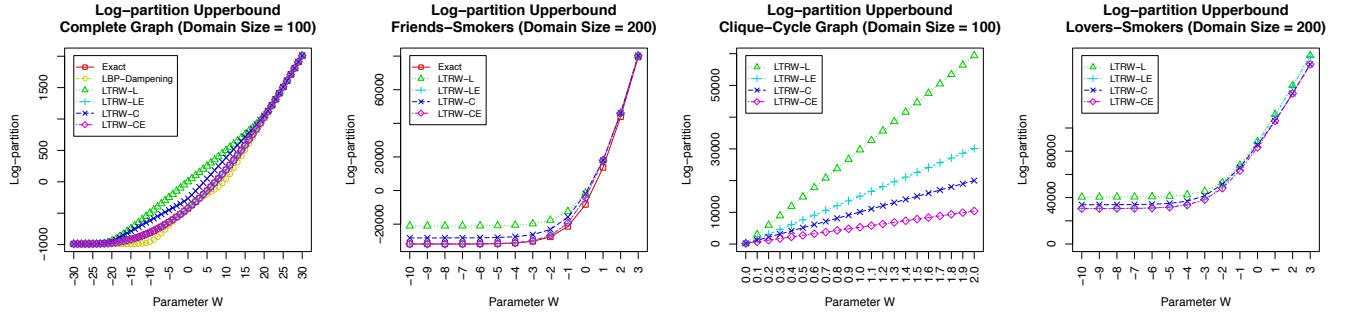 Log−partition Upperbound
Complete Graph (Domain Size = 100)
Log−partition
1500
500
0
−1000
Exact
LBP−Dampening
LTRW−L
LTRW−LE
LTRW−C
LTRW−CE
−30 −25 −20 −15 −10 −5 0 5 10 15 20 25 30
Parameter W
Log−partition Upperbound
Friends−Smokers (Domain Size = 200)
Log−partition
80000
40000
20000
0
−20000
Exact
LTRW−L
LTRW−LE
LTRW−C
LTRW−CE
−10 −9 −8 −7 −6 −5 −4 −3 −2 −1 0 1 2 3
Parameter W
Log−partition Upperbound
Clique−Cycle Graph (Domain Size = 100)
Log−partition
50000
30000
10000
0
LTRW−L
LTRW−LE
LTRW−C
LTRW−CE
0.0 0.1 0.2 0.3 0.4 0.5 0.6 0.7 0.8 0.9 1.0 1.1 1.2 1.3 1.4 1.5 1.6 1.7 1.8 1.9 2.0
Parameter W
Log−partition Upperbound
Lovers−Smokers (Domain Size = 200)
Log−partition
80000
40000
0
LTRW−L
LTRW−LE
LTRW−C
LTRW−CE
−10 −9 −8 −7 −6 −5 −4 −3 −2 −1 0 1 2 3
Parameter W